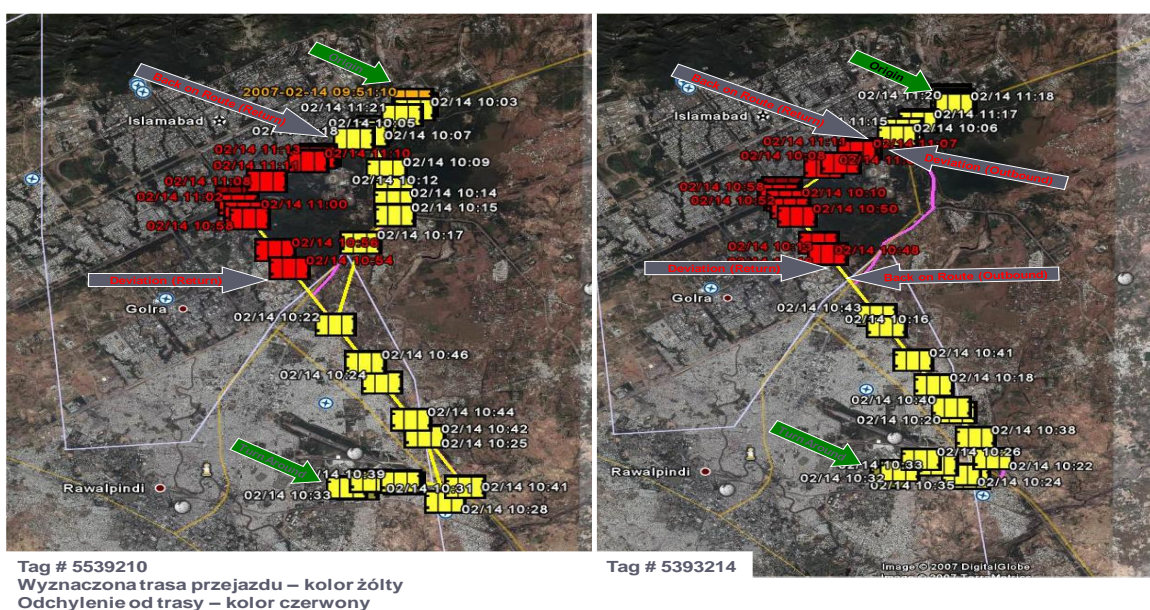 Origin
Back on Route (Return)
2007-02-14 09:51:10
02/14 10:03
02/14 11:21
02/14 10:05
Islamabad
02/14 10:07
02/14 11:13
02/14 11:10
02/14 10:09
02/14 10:12
02/14 11:08
02/14 10:14
02/14 11:02
02/14 11:00
02/14 10:15
02/14 10:58
02/14 10:17
02/14 10:56
02/14 10:54
Deviation (Return)
Golra
02/14 10:22
02/14 10:46
02/14 10:24
02/14 10:44
02/14 10:42
02/14 10:25
Turn Around
02/14 10:39
Rawalpindi
02/14 10:33
02/14 10:31
02/14 10:41
02/14 10:28
Tag # 5539210
Wyznaczona trasa przejazdu – kolor żółty
Odchylenie od trasy – kolor czerwony
Origin
Back on Route (Return)
02/14 11:20
02/14 11:18
Islamabad
11:15
02/14 11:17
02/14 10:06
Deviation (Outbound)
02/14 10:58
02/14 10:10
02/14 10:52
02/14 10:50
02/14 10:48
Deviation (Return)
Back on Route (Outbound)
Golra
02/14 10:43
02/14 10:16
02/14 10:41
02/14 10:18
02/14 10:40
02/14 10:20
02/14 10:38
Turn Around
02/14 10:33
02/14 10:26
Rawalpindi
02/14 10:32
02/14 10:35
02/14 10:22
02/14 10:24
Image © 2007 DigitalGlobe
Image © 2007 TerraMetrics
Tag # 5393214